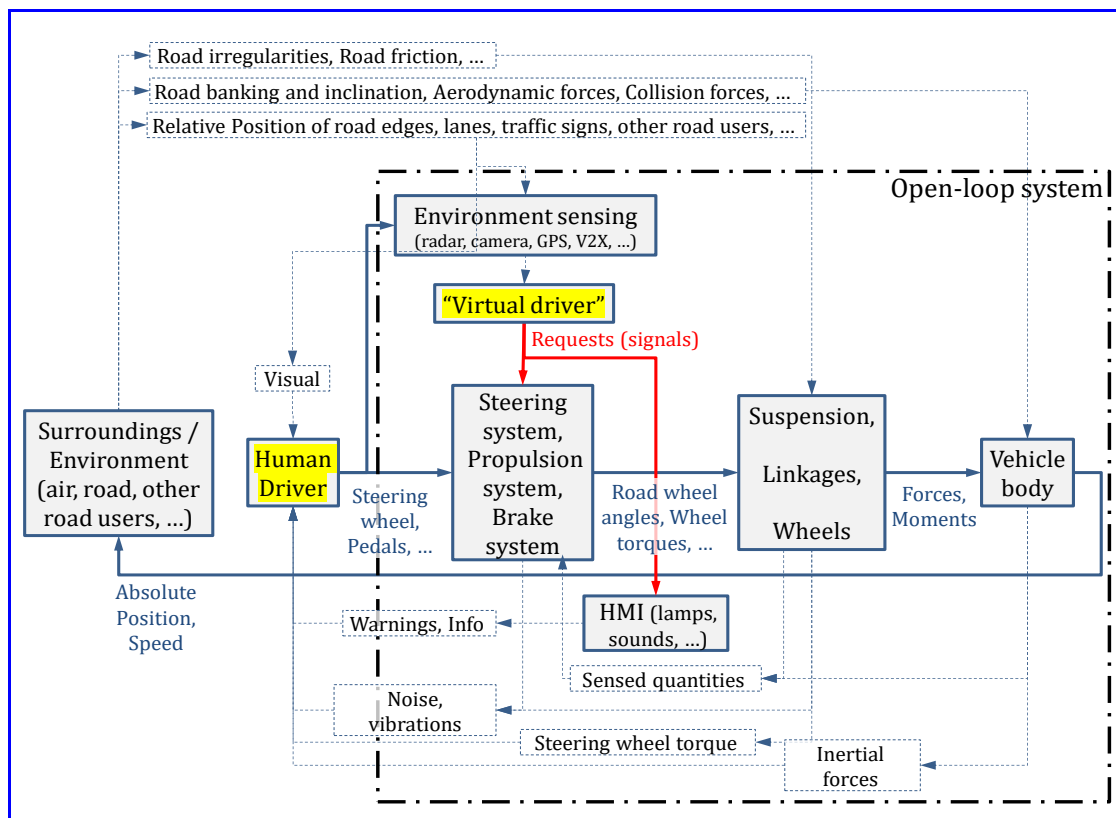 Road irregularities, Road friction, ...
Road banking and inclination, Aerodynamic forces, Collision forces, ...
Relative Position of road edges, lanes, traffic signs, other road users, ...
Open-loop system
Environment sensing
(radar, camera, GPS, V2X, ...)
“Virtual driver”
Requests (signals)
Visual
Surroundings /
Environment
(air, road, other
road users, ...)
Human
Driver
Steering
wheel,
Pedals, ...
Steering
system,
Propulsion
system,
Brake
system
Road wheel
angles, Wheel
torques, ...
Suspension,
Linkages,
Wheels
Forces,
Moments
Vehicle
body
Absolute
Position,
Speed
HMI (lamps,
sounds, ...)
Warnings, Info
Sensed quantities
Noise,
vibrations
Steering wheel torque
Inertial
forces